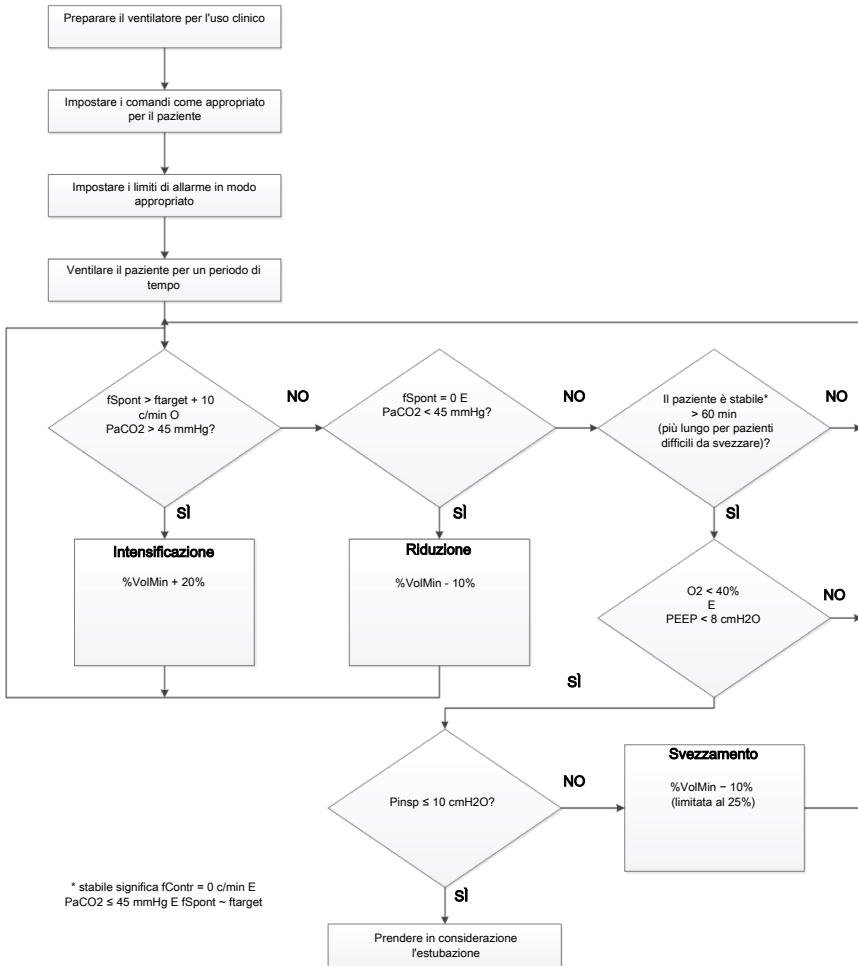 Preparare il ventilatore per l'uso clinico
Impostare i comandi come appropriato
per il paziente
Impostare i limiti di allarme in modo
appropriato
Ventilare il paziente per un periodo di
tempo
fSpont > ftarget + 10
c/min O
PaCO2 > 45 mmHg?
NO
fSpont = 0 E
PaCO2 < 45 mmHg?
NO
Il paziente è stabile*
> 60 min
(più lungo per pazienti
difficili da svezzare)?
NO
SÌ
SÌ
SÌ
Intensificazione
%VolMin + 20%
Riduzione
%VolMin - 10%
O2 < 40%
E
PEEP < 8 cmH2O
NO
SÌ
Pinsp ≤ 10 cmH2O?
NO
Svezzamento
%VolMin − 10%
(limitata al 25%)
SÌ
* stabile significa fContr = 0 c/min E
PaCO2 ≤ 45 mmHg E fSpont ~ ftarget
Prendere in considerazione
l'estubazione